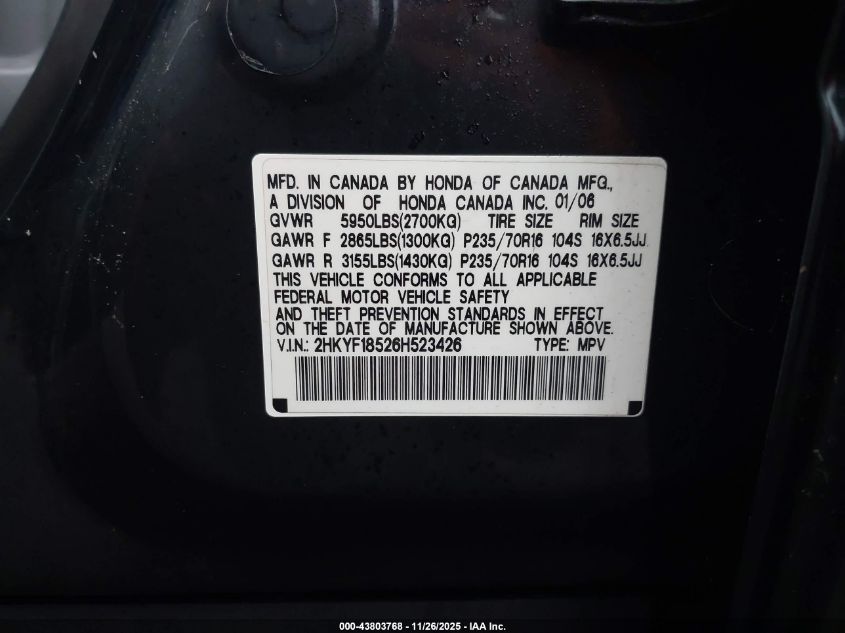 MFD. IN CANADA BY HONDA OF CANADA MFG.,
A DIVISION OF HONDA CANADA INC. 01/06
GVWR 5950LBS(2700KG) TIRE SIZE RIM SIZE
GAWR F 2865LBS(1300KG) P235/70R16 104S 16X6.5JJ
GAWR R 3155LBS(1430KG) P235/70R16 104S 16X6.5JJ
THIS VEHICLE CONFORMS TO ALL APPLICABLE
FEDERAL MOTOR VEHICLE SAFETY
AND THEFT PREVENTION STANDARDS IN EFFECT
ON THE DATE OF MANUFACTURE SHOWN ABOVE.
V.I.N.: 2HKYF18526H523426 TYPE: MPV
000-43803768 - 11/26/2025 - IAA Inc.